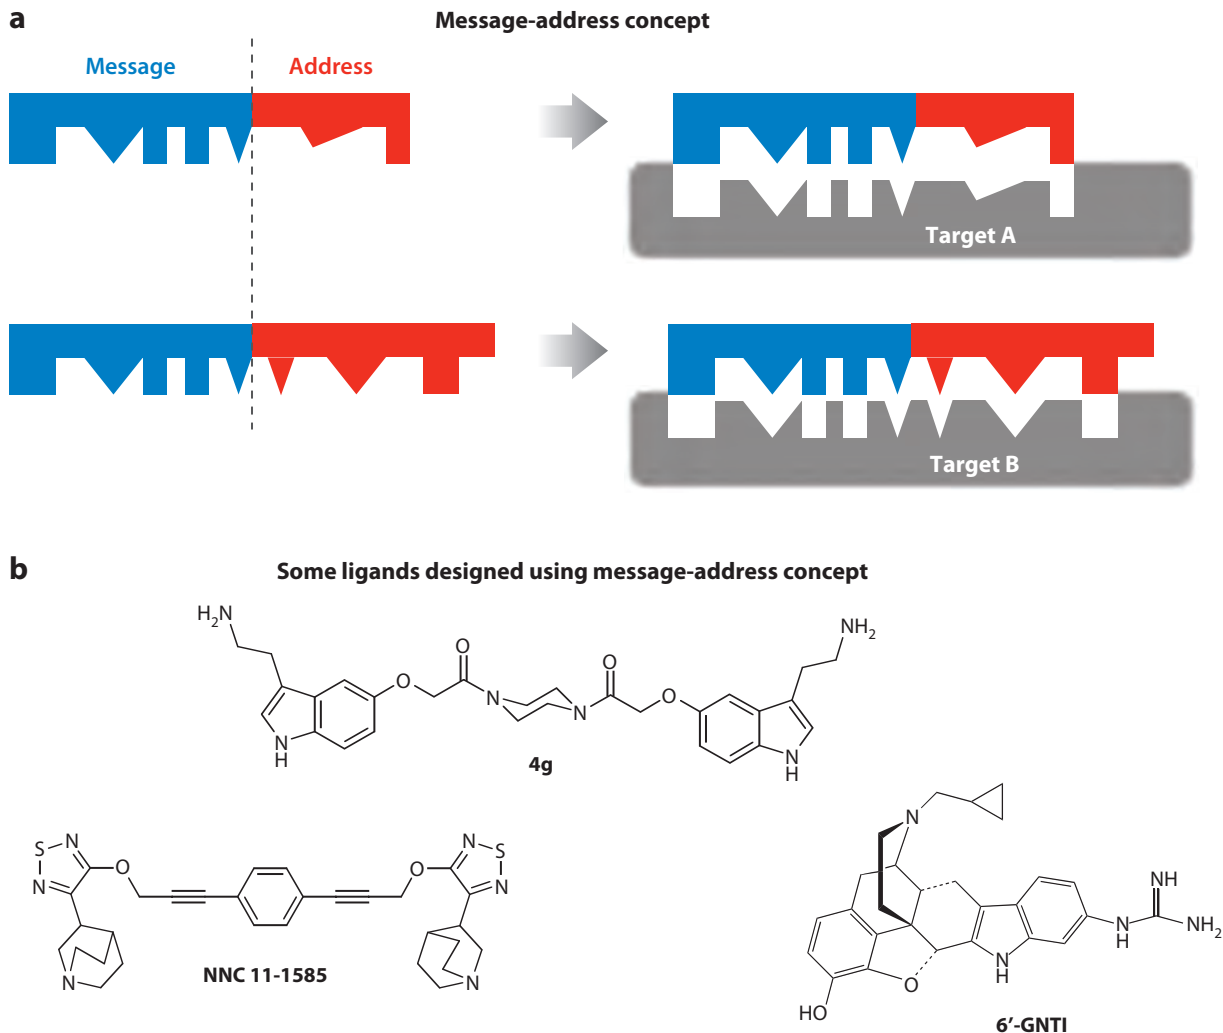 a
Message-address concept
Message
Address
Target A
Target B
b
Some ligands designed using message-address concept
H₂N
O
O
N
N
O
O
NH₂
N
H
N
H
4g
S
N
N
O
N
O
N
S
N
N
NNC 11-1585
N
NH
N
H
NH₂
N
H
O
HO
6′-GNTI